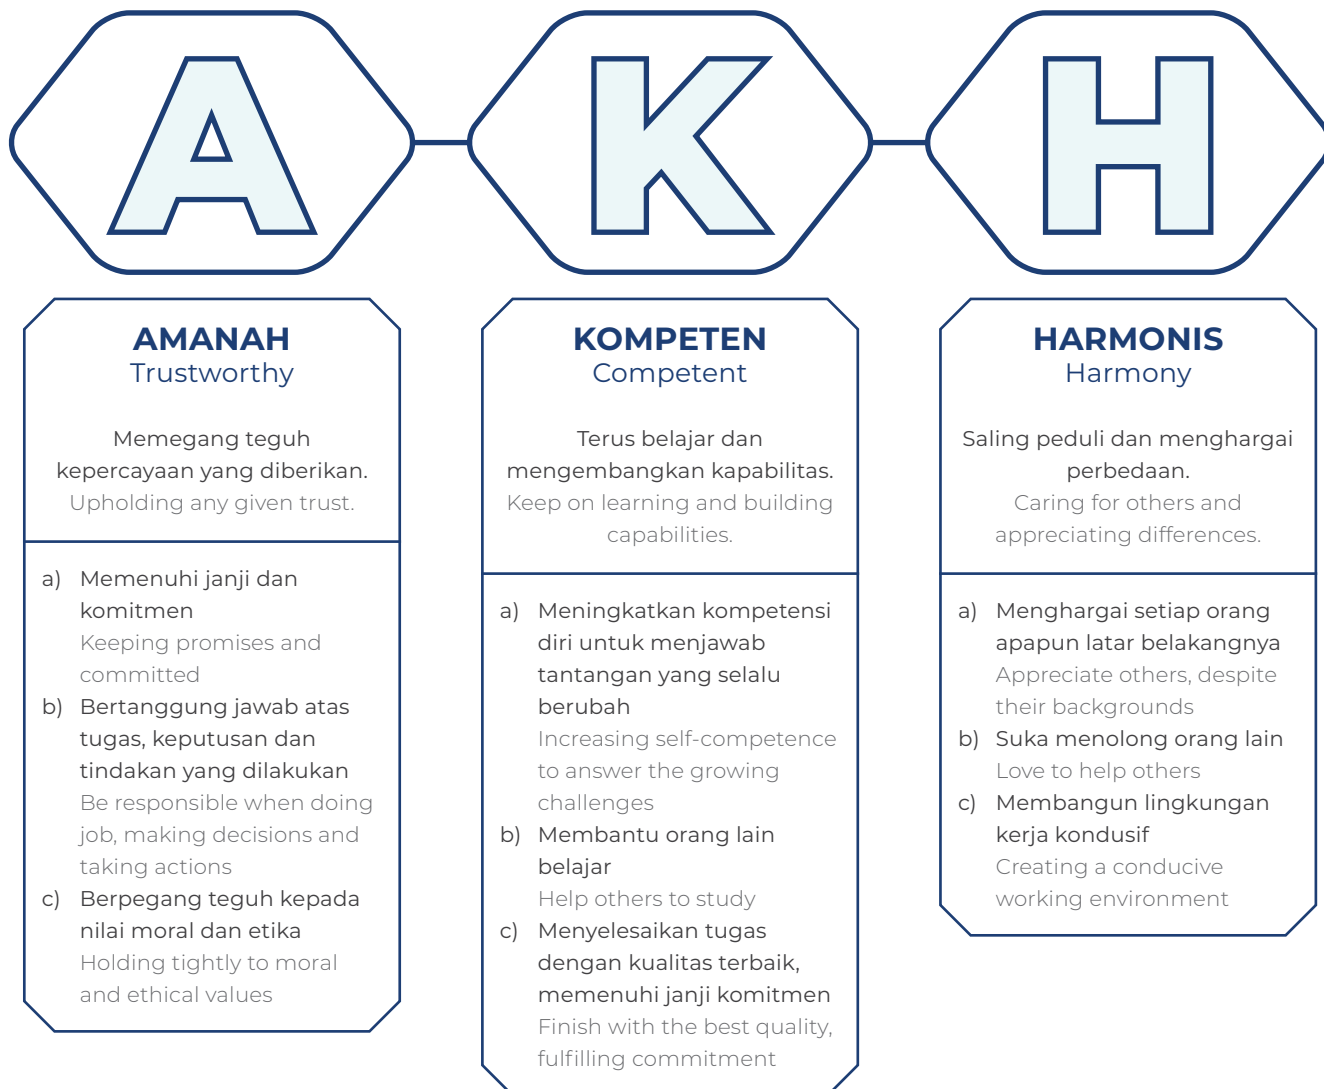 A
K
H
AMANAH
Trustworthy
Memegang teguh
kepercayaan yang diberikan.
Upholding any given trust.
a) Memenuhi janji dan
komitmen
Keeping promises and
committed
b) Bertanggung jawab atas
tugas, keputusan dan
tindakan yang dilakukan
Be responsible when doing
job, making decisions and
taking actions
c) Berpegang teguh kepada
nilai moral dan etika
Holding tightly to moral
and ethical values
KOMPETEN
Competent
Terus belajar dan
mengembangkan kapabilitas.
Keep on learning and building
capabilities.
a) Meningkatkan kompetensi
diri untuk menjawab
tantangan yang selalu
berubah
Increasing self-competence
to answer the growing
challenges
b) Membantu orang lain
belajar
Help others to study
c) Menyelesaikan tugas
dengan kualitas terbaik,
memenuhi janji komitmen
Finish with the best quality,
fulfilling commitment
HARMONIS
Harmony
Saling peduli dan menghargai
perbedaan.
Caring for others and
appreciating differences.
a) Menghargai setiap orang
apapun latar belakangnya
Appreciate others, despite
their backgrounds
b) Suka menolong orang lain
Love to help others
c) Membangun lingkungan
kerja kondusif
Creating a conducive
working environment